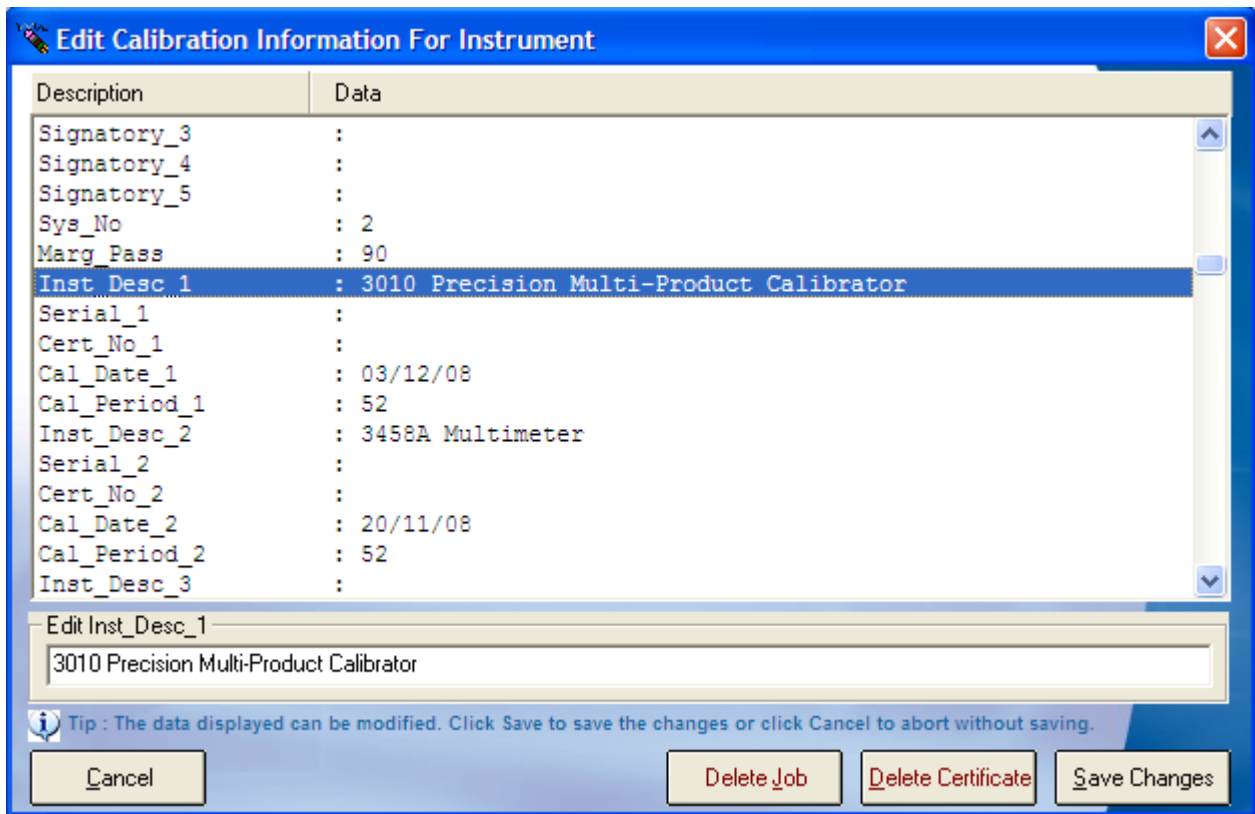 Edit Calibration Information For Instrument
Description Data
Signatory_3 :
Signatory_4 :
Signatory_5 :
Sys_No : 2
Marg_Pass : 90
Inst_Desc_1 : 3010 Precision Multi-Product Calibrator
Serial_1 :
Cert_No_1 :
Cal_Date_1 : 03/12/08
Cal_Period_1 : 52
Inst_Desc_2 : 3458A Multimeter
Serial_2 :
Cert_No_2 :
Cal_Date_2 : 20/11/08
Cal_Period_2 : 52
Inst_Desc_3 :
Edit Inst_Desc_1
3010 Precision Multi-Product Calibrator
Tip : The data displayed can be modified. Click Save to save the changes or click Cancel to abort without saving.
Cancel Delete Job Delete Certificate Save Changes